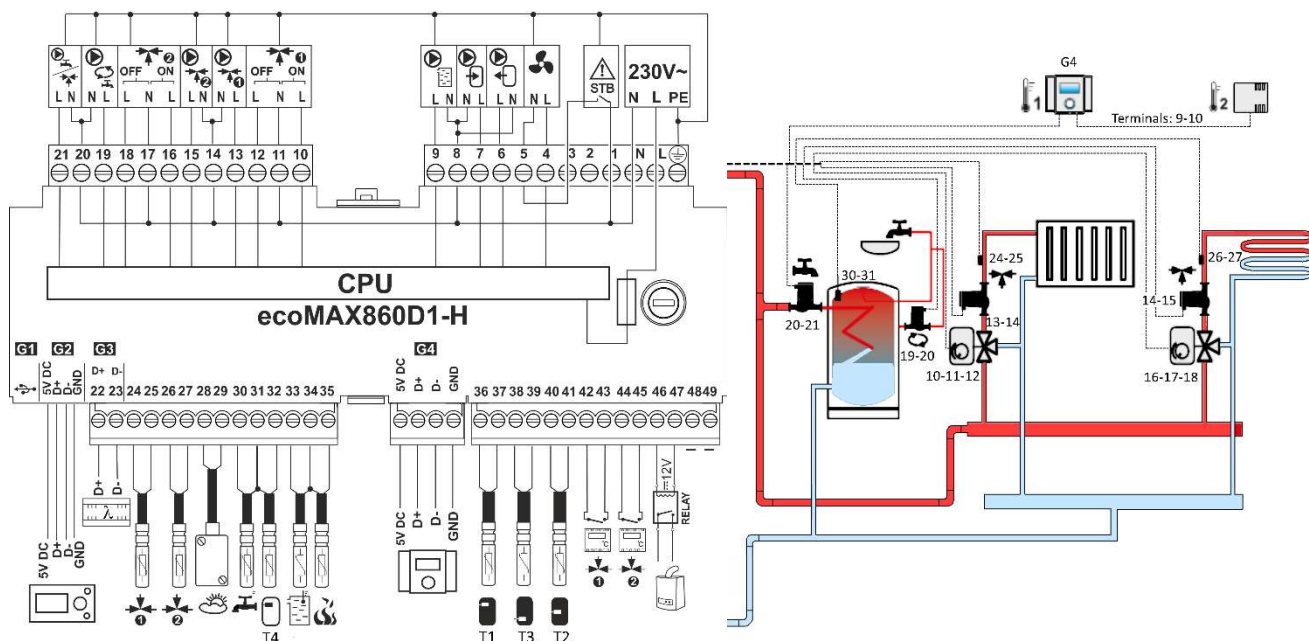 OFF ON
OFF ON
L N N L L N L L N N L L N L
L N N L L N N L
STB
230V~
N L PE
21 20 19 18 17 16 15 14 13 12 11 10
9 8 7 6 5 4 3 2 1 N L
CPU
ecoMAX860D1-H
G1 G2 G3
5V DC D+ D- GND
D+ D-
22 23 24 25 26 27 28 29 30 31 32 33 34 35
G4
5V DC D+ D- GND
36 37 38 39 40 41 42 43 44 45 46 47 48 49
5V DC D+ D- GND
D+ D-
λ
5V DC D+ D- GND
°C
°C
12V
RELAY
1 2
T4
T1 T3 T2
1 2
G4
1
2
Terminals: 9-10
24-25
26-27
30-31
14-15
20-21
13-14
19-20
10-11-12
16-17-18